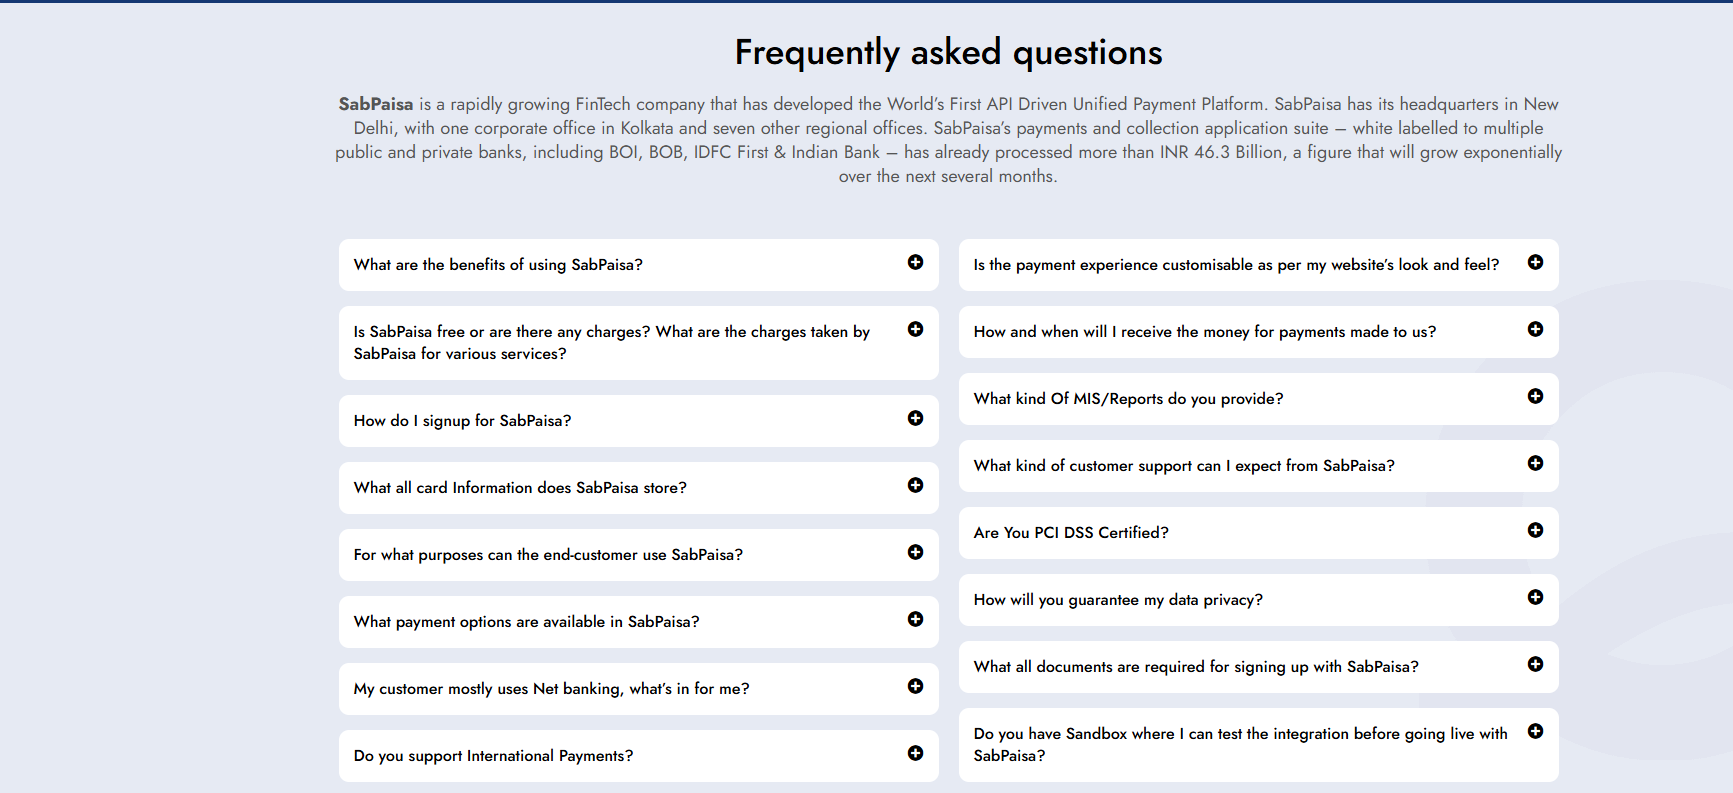 Frequently asked questions
SabPaisa is a rapidly growing FinTech company that has developed the World's First API Driven Unified Payment Platform. SabPaisa has its headquarters in New
Delhi, with one corporate office in Kolkata and seven other regional offices. SabPaisa's payments and collection application suite – white labelled to multiple
public and private banks, including BOI, BOB, IDFC First & Indian Bank – has already processed more than INR 46.3 Billion, a figure that will grow exponentially
over the next several months.
What are the benefits of using SabPaisa?
Is SabPaisa free or are there any charges? What are the charges taken by
SabPaisa for various services?
How do I signup for SabPaisa?
What all card Information does SabPaisa store?
For what purposes can the end-customer use SabPaisa?
What payment options are available in SabPaisa?
My customer mostly uses Net banking, what's in for me?
Do you support International Payments?
Is the payment experience customisable as per my website's look and feel?
How and when will I receive the money for payments made to us?
What kind Of MIS/Reports do you provide?
What kind of customer support can I expect from SabPaisa?
Are You PCI DSS Certified?
How will you guarantee my data privacy?
What all documents are required for signing up with SabPaisa?
Do you have Sandbox where I can test the integration before going live with
SabPaisa?